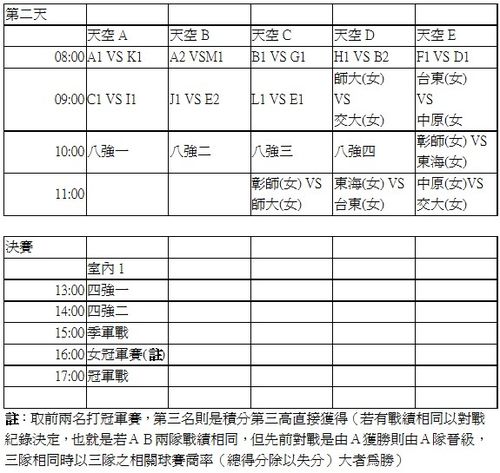 第二天
天空 A 天空 B 天空 C 天空 D 天空 E
08:00 A1 VS K1 A2 VSM1 B1 VS G1 H1 VS B2 F1 VS D1
09:00 C1 VS I1 J1 VS E2 L1 VS E1 師大(女) VS 交大(女) 台東(女) VS 中原(女
10:00 八強一 八強二 八強三 八強四 彰師(女) VS 東海(女)
11:00 彰師(女) VS 師大(女) 東海(女) VS 台東(女) 中原(女)VS 交大(女)
決賽
室內 1
13:00 四強一
14:00 四強二
15:00 季軍戰
16:00 女冠軍賽(註)
17:00 冠軍戰
註：取前兩名打冠軍賽，第三名則是積分第三高直接獲得（若有戰績相同以對戰
紀錄決定，也就是若ＡＢ兩隊戰績相同，但先前對戰是由Ａ獲勝則由Ａ隊晉級，
三隊相同時以三隊之相關球賽商率（總得分除以失分）大者為勝）